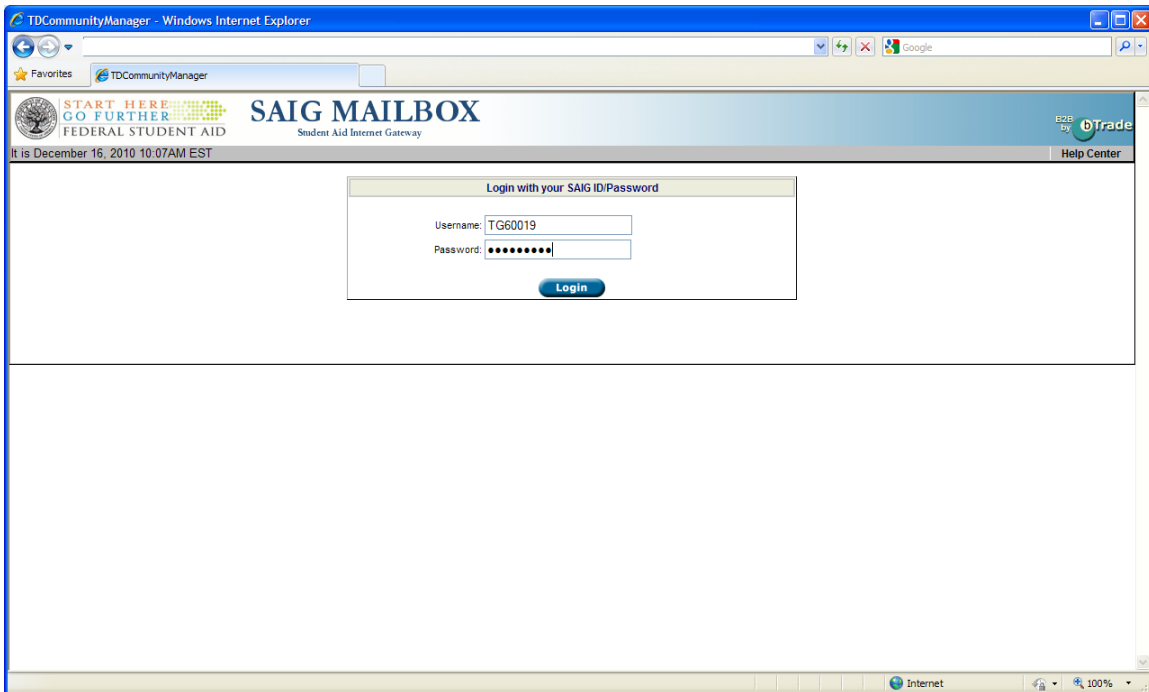 TDCommunityManager - Windows Internet Explorer
Google
Favorites TDCommunityManager
START HERE
GO FURTHER
FEDERAL STUDENT AID
SAIG MAILBOX
Student Aid Internet Gateway
B2B by bTrade
It is December 16, 2010 10:07AM EST Help Center
Login with your SAIG ID/Password
Username: TG60019
Password: ●●●●●●●●●
Login
Internet 100%